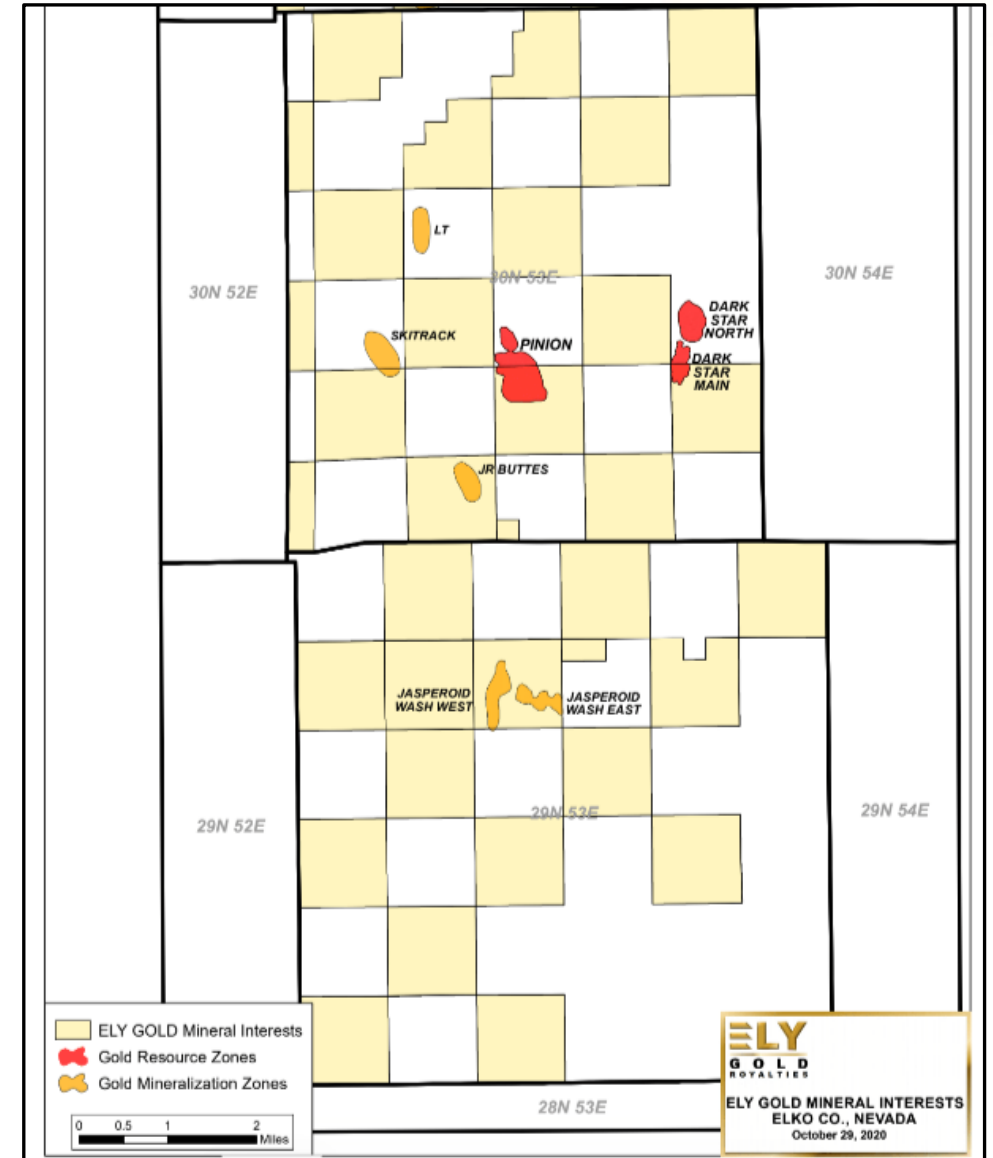 30N 52E
30N 53E
30N 54E
LT
SKITRACK
PINION
DARK
STAR
NORTH
DARK
STAR
MAIN
JR BUTTES
JASPEROID
WASH WEST
JASPEROID
WASH EAST
29N 52E
29N 53E
29N 54E
28N 53E
ELY GOLD Mineral Interests
Gold Resource Zones
Gold Mineralization Zones
0 0.5 1 2
Miles
ELY
GOLD
ROYALTIES
ELY GOLD MINERAL INTERESTS
ELKO CO., NEVADA
October 29, 2020